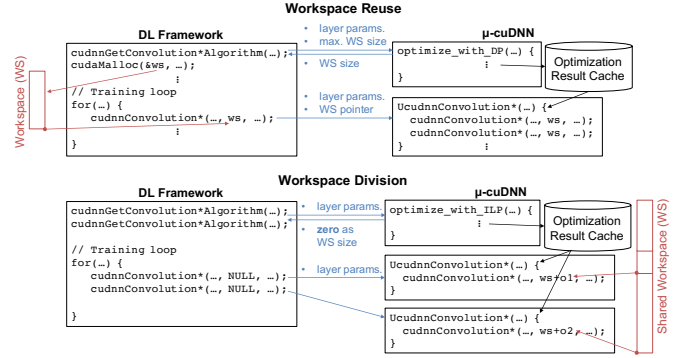 Workspace Reuse
DL Framework
cudnnGetConvolution*Algorithm(…);
cudaMalloc(&ws, …);
⋮
// Training loop
for(…) {
cudnnConvolution*(…, ws, …);
⋮
}
Workspace (WS)
• layer params.
• max. WS size
• WS size
• layer params.
• WS pointer
μ-cuDNN
optimize_with_DP(…) {
⋮
}
Optimization
Result Cache
UcudnnConvolution*(…) {
cudnnConvolution*(…, ws, …);
cudnnConvolution*(…, ws, …);
} ⋮
Workspace Division
DL Framework
cudnnGetConvolution*Algorithm(…);
cudnnGetConvolution*Algorithm(…);
// Training loop
for(…) {
cudnnConvolution*(…, NULL, …);
cudnnConvolution*(…, NULL, …);
}
• layer params.
• zero as
WS size
• layer params.
μ-cuDNN
optimize_with_ILP(…) {
⋮
}
Optimization
Result Cache
UcudnnConvolution*(…) {
cudnnConvolution*(…, ws+o1, …);
}
UcudnnConvolution*(…) {
cudnnConvolution*(…, ws+o2, …);
}
Shared Workspace (WS)